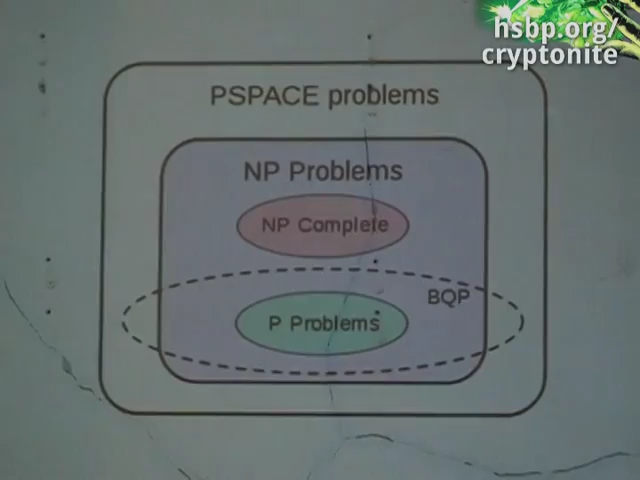 hsbp.org/
cryptonite
PSPACE problems
NP Problems
NP Complete
BQP
P Problems